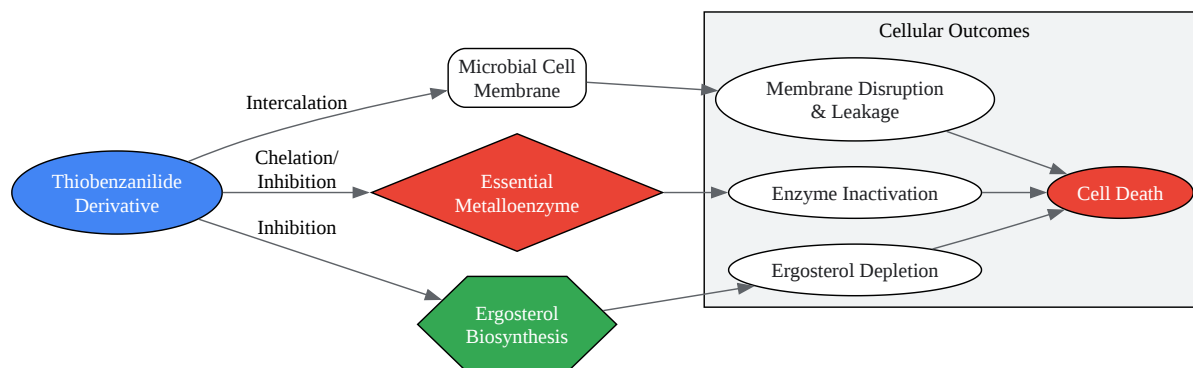 Cellular Outcomes
Microbial Cell
Membrane
Membrane Disruption
& Leakage
Intercalation
Chelation/
Inhibition
Thiobenzanilide
Derivative
Essential
Metalloenzyme
Enzyme Inactivation
Cell Death
Inhibition
Ergosterol Depletion
Ergosterol
Biosynthesis